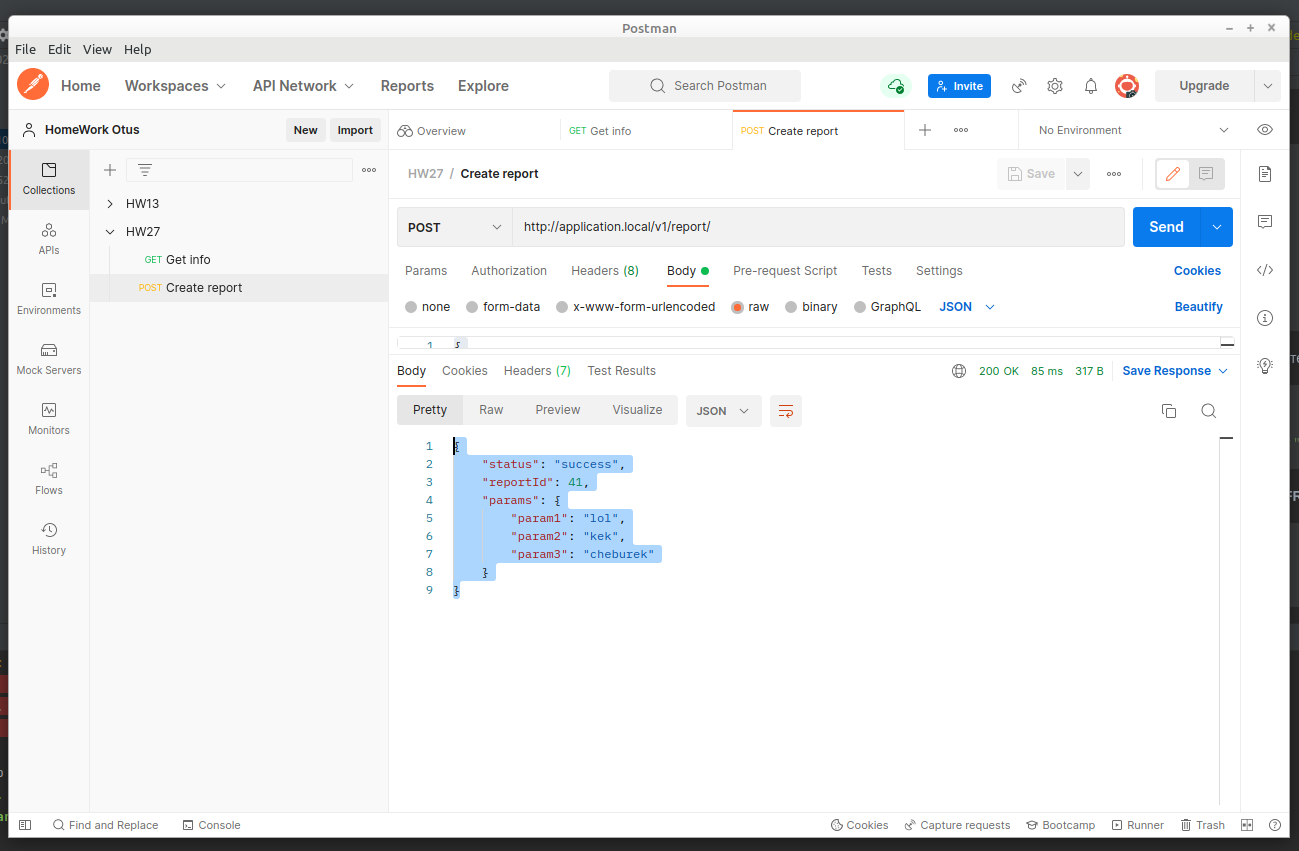 Postman
File Edit View Help
Home Workspaces API Network Reports Explore Search Postman Invite Upgrade
HomeWork Otus New Import Overview GET Get info POST Create report No Environment
Collections
APIs
Environments
Mock Servers
Monitors
Flows
History
HW13
HW27
GET Get info
POST Create report
HW27 / Create report Save
POST http://application.local/v1/report/ Send
Params Authorization Headers (8) Body Pre-request Script Tests Settings Cookies
none form-data x-www-form-urlencoded raw binary GraphQL JSON Beautify
1 {
Body Cookies Headers (7) Test Results 200 OK 85 ms 317 B Save Response
Pretty Raw Preview Visualize JSON
1 {
2 "status": "success",
3 "reportId": 41,
4 "params": {
5 "param1": "lol",
6 "param2": "kek",
7 "param3": "cheburek"
8 }
9 }
Find and Replace Console Cookies Capture requests Bootcamp Runner Trash